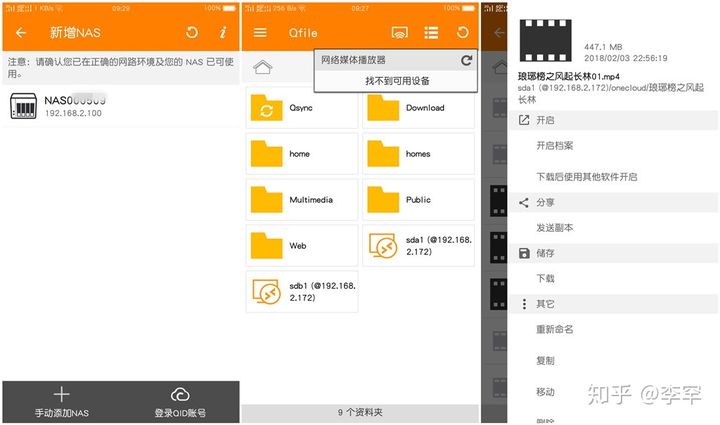 1 KB/s
09:29
100%
新增NAS
注意：请确认您已在正确的网路环境及您的 NAS 已可使
用。
192.168.2.100
手动添加NAS
登录QID账号
256 B/s
09:27
100%
Qfile
网络媒体播放器
找不到可用设备
Qsync
Download
home
homes
Multimedia
Public
Web
sda1 (@192.168.
2.172)
sdb1 (@192.168.
2.172)
9 个资料夹
447.1 MB
2018/02/03 22:56:19
琅琊榜之风起长林01.mp4
sda1 (@192.168.2.172)/onecloud/琅琊榜之风起
长林
开启
开启档案
下载后使用其他软件开启
分享
发送副本
储存
下载
其它
重新命名
复制
移动
删除
知乎 @李罕